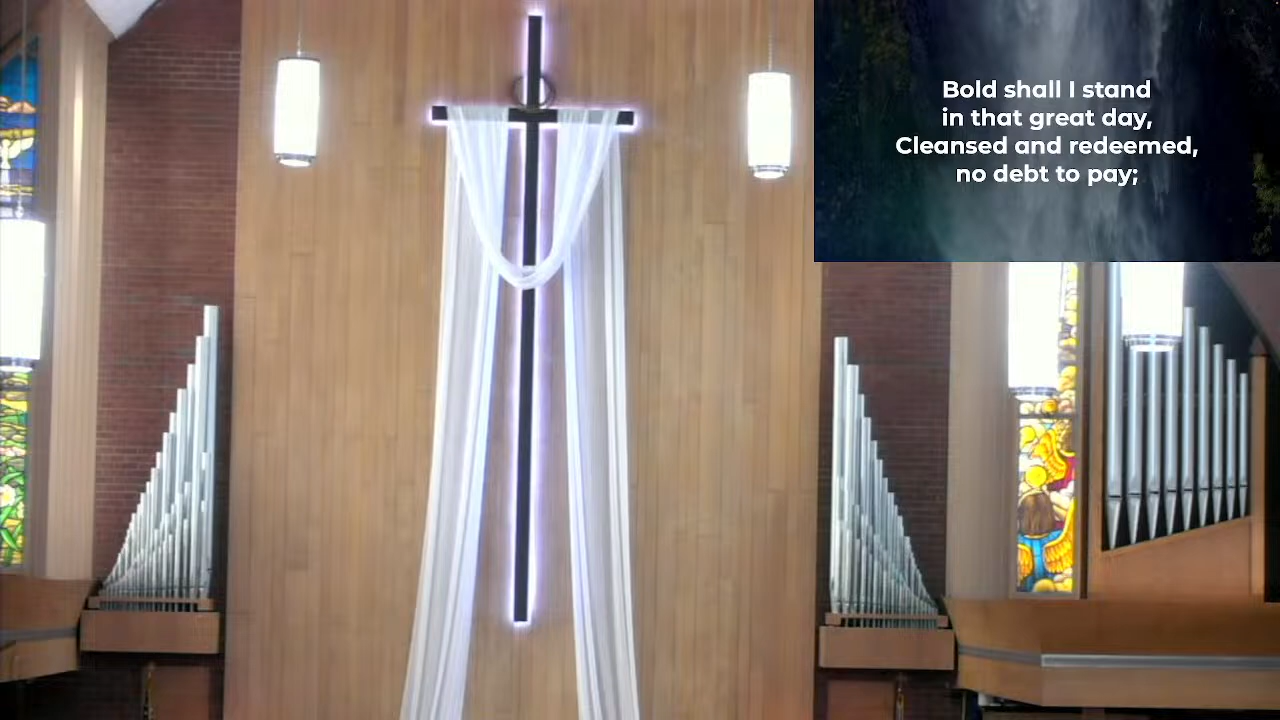 Bold shall I stand
in that great day,
Cleansed and redeemed,
no debt to pay;